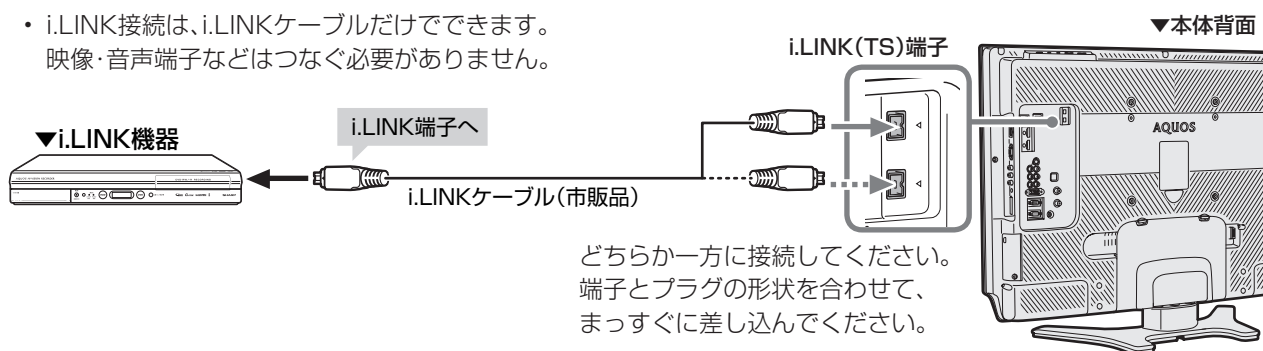 • i.LINK接続は、i.LINKケーブルだけでできます。
映像・音声端子などはつなぐ必要がありません。
▼本体背面
i.LINK(TS)端子
▼i.LINK機器
i.LINK端子へ
AQUOS
i.LINKケーブル(市販品)
どちらか一方に接続してください。
端子とプラグの形状を合わせて、
まっすぐに差し込んでください。